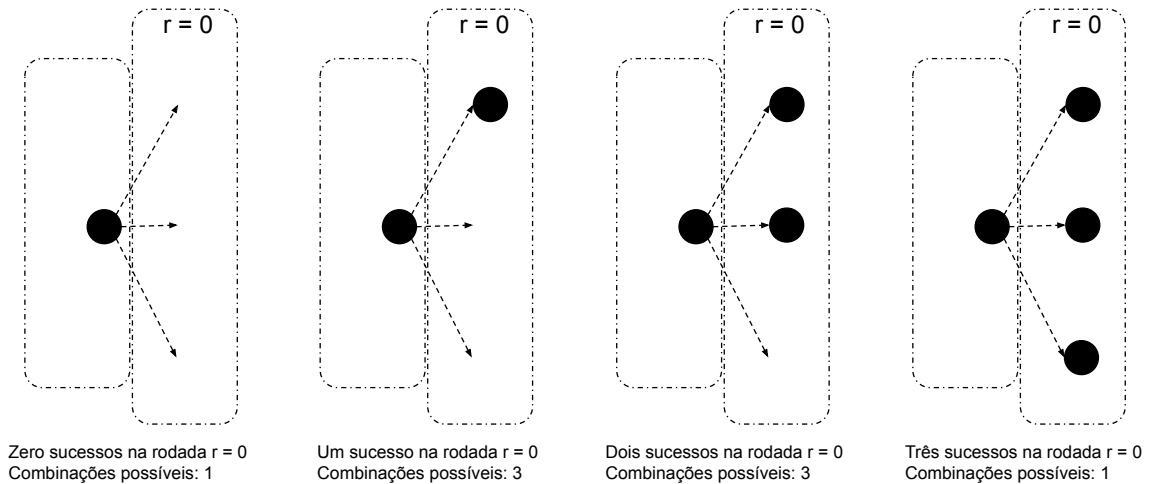 r = 0
r = 0
r = 0
r = 0
Zero sucessos na rodada r = 0
Combinações possíveis: 1
Um sucesso na rodada r = 0
Combinações possíveis: 3
Dois sucessos na rodada r = 0
Combinações possíveis: 3
Três sucessos na rodada r = 0
Combinações possíveis: 1